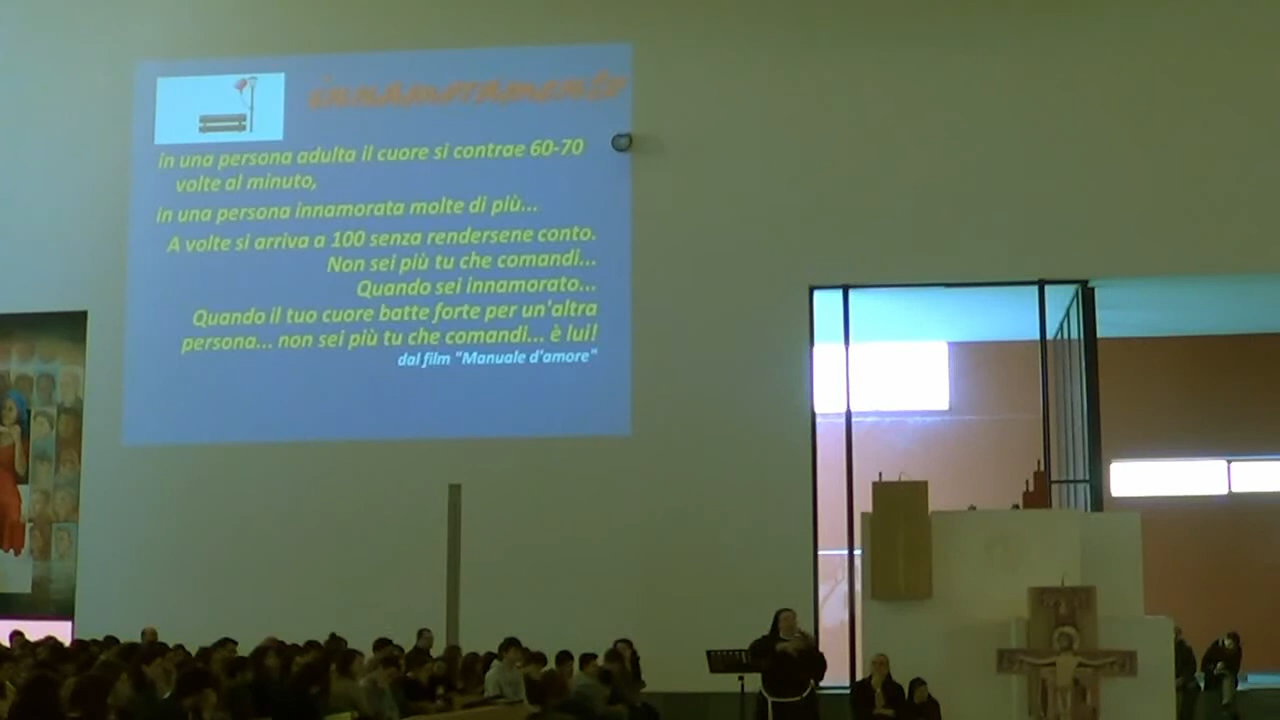 innamoramento
in una persona adulta il cuore si contrae 60-70
volte al minuto,
in una persona innamorata molte di più...
A volte si arriva a 100 senza rendersene conto.
Non sei più tu che comandi...
Quando sei innamorato...
Quando il tuo cuore batte forte per un'altra
persona... non sei più tu che comandi... è lui!
dal film "Manuale d'amore"